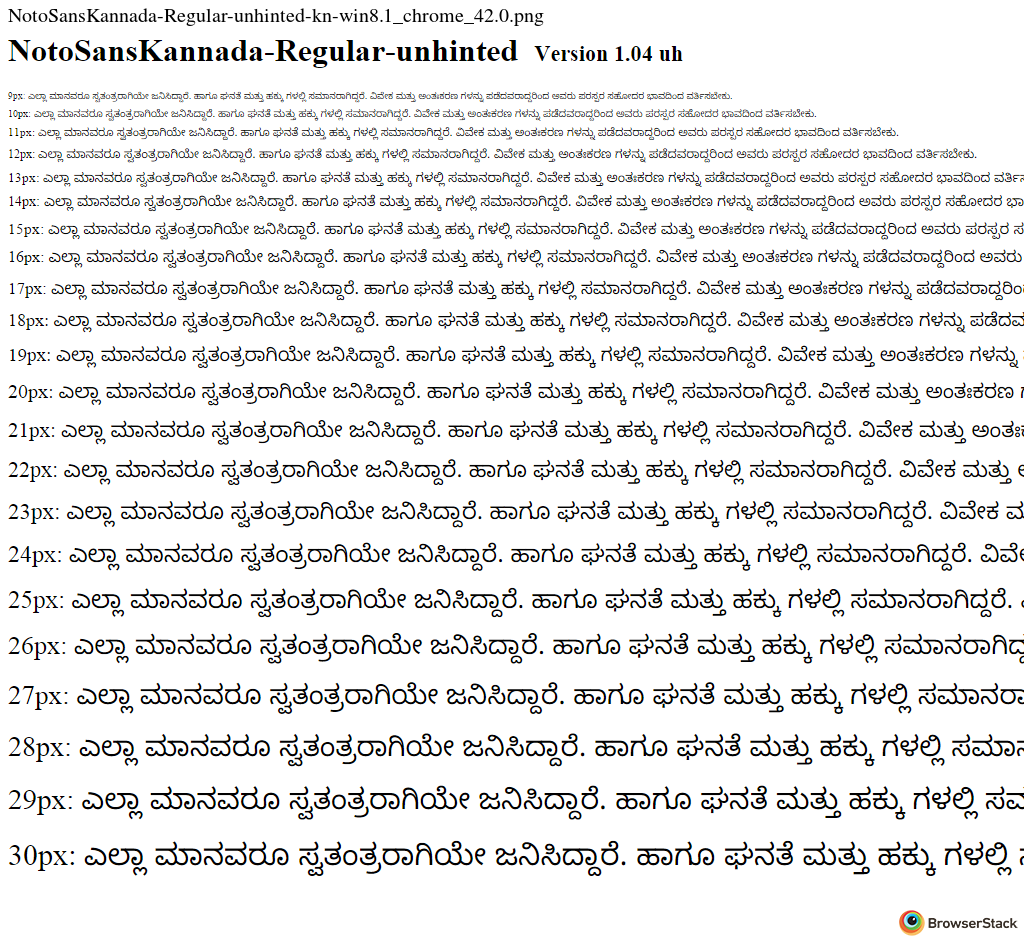 NotoSansKannada-Regular-unhinted-kn-win8.1_chrome_42.0.png
NotoSansKannada-Regular-unhinted Version 1.04 uh
9px: ಎಲ್ಲಾ ಮಾನವರೂ ಸ್ವತಂತ್ರರಾಗಿಯೇ ಜನಿಸಿದ್ದಾರೆ. ಹಾಗೂ ಘನತೆ ಮತ್ತು ಹಕ್ಕು ಗಳಲ್ಲಿ ಸಮಾನರಾಗಿದ್ದರೆ. ವಿವೇಕ ಮತ್ತು ಅಂತಃಕರಣ ಗಳನ್ನು ಪಡೆದವರಾದ್ದರಿಂದ ಅವರು ಪರಸ್ಪರ ಸಹೋದರ ಭಾವದಿಂದ ವರ್ತಿಸಬೇಕು.
10px: ಎಲ್ಲಾ ಮಾನವರೂ ಸ್ವತಂತ್ರರಾಗಿಯೇ ಜನಿಸಿದ್ದಾರೆ. ಹಾಗೂ ಘನತೆ ಮತ್ತು ಹಕ್ಕು ಗಳಲ್ಲಿ ಸಮಾನರಾಗಿದ್ದರೆ. ವಿವೇಕ ಮತ್ತು ಅಂತಃಕರಣ ಗಳನ್ನು ಪಡೆದವರಾದ್ದರಿಂದ ಅವರು ಪರಸ್ಪರ ಸಹೋದರ ಭಾವದಿಂದ ವರ್ತಿಸಬೇಕು.
11px: ಎಲ್ಲಾ ಮಾನವರೂ ಸ್ವತಂತ್ರರಾಗಿಯೇ ಜನಿಸಿದ್ದಾರೆ. ಹಾಗೂ ಘನತೆ ಮತ್ತು ಹಕ್ಕು ಗಳಲ್ಲಿ ಸಮಾನರಾಗಿದ್ದರೆ. ವಿವೇಕ ಮತ್ತು ಅಂತಃಕರಣ ಗಳನ್ನು ಪಡೆದವರಾದ್ದರಿಂದ ಅವರು ಪರಸ್ಪರ ಸಹೋದರ ಭಾವದಿಂದ ವರ್ತಿಸಬೇಕು.
12px: ಎಲ್ಲಾ ಮಾನವರೂ ಸ್ವತಂತ್ರರಾಗಿಯೇ ಜನಿಸಿದ್ದಾರೆ. ಹಾಗೂ ಘನತೆ ಮತ್ತು ಹಕ್ಕು ಗಳಲ್ಲಿ ಸಮಾನರಾಗಿದ್ದರೆ. ವಿವೇಕ ಮತ್ತು ಅಂತಃಕರಣ ಗಳನ್ನು ಪಡೆದವರಾದ್ದರಿಂದ ಅವರು ಪರಸ್ಪರ ಸಹೋದರ ಭಾವದಿಂದ ವರ್ತಿಸಬೇಕು.
13px: ಎಲ್ಲಾ ಮಾನವರೂ ಸ್ವತಂತ್ರರಾಗಿಯೇ ಜನಿಸಿದ್ದಾರೆ. ಹಾಗೂ ಘನತೆ ಮತ್ತು ಹಕ್ಕು ಗಳಲ್ಲಿ ಸಮಾನರಾಗಿದ್ದರೆ. ವಿವೇಕ ಮತ್ತು ಅಂತಃಕರಣ ಗಳನ್ನು ಪಡೆದವರಾದ್ದರಿಂದ ಅವರು ಪರಸ್ಪರ ಸಹೋದರ ಭಾವದಿಂದ
14px: ಎಲ್ಲಾ ಮಾನವರೂ ಸ್ವತಂತ್ರರಾಗಿಯೇ ಜನಿಸಿದ್ದಾರೆ. ಹಾಗೂ ಘನತೆ ಮತ್ತು ಹಕ್ಕು ಗಳಲ್ಲಿ ಸಮಾನರಾಗಿದ್ದರೆ. ವಿವೇಕ ಮತ್ತು ಅಂತಃಕರಣ ಗಳನ್ನು ಪಡೆದವರಾದ್ದರಿಂದ ಅವರು ಪರಸ್ಪರ ಸಹೋದರ
15px: ಎಲ್ಲಾ ಮಾನವರೂ ಸ್ವತಂತ್ರರಾಗಿಯೇ ಜನಿಸಿದ್ದಾರೆ. ಹಾಗೂ ಘನತೆ ಮತ್ತು ಹಕ್ಕು ಗಳಲ್ಲಿ ಸಮಾನರಾಗಿದ್ದರೆ. ವಿವೇಕ ಮತ್ತು ಅಂತಃಕರಣ ಗಳನ್ನು ಪಡೆದವರಾದ್ದರಿಂದ ಅವರು ಪರಸ್ಪರ
16px: ಎಲ್ಲಾ ಮಾನವರೂ ಸ್ವತಂತ್ರರಾಗಿಯೇ ಜನಿಸಿದ್ದಾರೆ. ಹಾಗೂ ಘನತೆ ಮತ್ತು ಹಕ್ಕು ಗಳಲ್ಲಿ ಸಮಾನರಾಗಿದ್ದರೆ. ವಿವೇಕ ಮತ್ತು ಅಂತಃಕರಣ ಗಳನ್ನು ಪಡೆದವರಾದ್ದರಿಂದ ಅವರು
17px: ಎಲ್ಲಾ ಮಾನವರೂ ಸ್ವತಂತ್ರರಾಗಿಯೇ ಜನಿಸಿದ್ದಾರೆ. ಹಾಗೂ ಘನತೆ ಮತ್ತು ಹಕ್ಕು ಗಳಲ್ಲಿ ಸಮಾನರಾಗಿದ್ದರೆ. ವಿವೇಕ ಮತ್ತು ಅಂತಃಕರಣ ಗಳನ್ನು
18px: ಎಲ್ಲಾ ಮಾನವರೂ ಸ್ವತಂತ್ರರಾಗಿಯೇ ಜನಿಸಿದ್ದಾರೆ. ಹಾಗೂ ಘನತೆ ಮತ್ತು ಹಕ್ಕು ಗಳಲ್ಲಿ ಸಮಾನರಾಗಿದ್ದರೆ. ವಿವೇಕ ಮತ್ತು ಅಂತಃಕರಣ ಗಳನ್ನು
19px: ಎಲ್ಲಾ ಮಾನವರೂ ಸ್ವತಂತ್ರರಾಗಿಯೇ ಜನಿಸಿದ್ದಾರೆ. ಹಾಗೂ ಘನತೆ ಮತ್ತು ಹಕ್ಕು ಗಳಲ್ಲಿ ಸಮಾನರಾಗಿದ್ದರೆ. ವಿವೇಕ ಮತ್ತು ಅಂತಃಕರಣ ಗಳನ್ನು
20px: ಎಲ್ಲಾ ಮಾನವರೂ ಸ್ವತಂತ್ರರಾಗಿಯೇ ಜನಿಸಿದ್ದಾರೆ. ಹಾಗೂ ಘನತೆ ಮತ್ತು ಹಕ್ಕು ಗಳಲ್ಲಿ ಸಮಾನರಾಗಿದ್ದರೆ. ವಿವೇಕ ಮತ್ತು ಅಂತಃಕರಣ
21px: ಎಲ್ಲಾ ಮಾನವರೂ ಸ್ವತಂತ್ರರಾಗಿಯೇ ಜನಿಸಿದ್ದಾರೆ. ಹಾಗೂ ಘನತೆ ಮತ್ತು ಹಕ್ಕು ಗಳಲ್ಲಿ ಸಮಾನರಾಗಿದ್ದರೆ. ವಿವೇಕ ಮತ್ತು
22px: ಎಲ್ಲಾ ಮಾನವರೂ ಸ್ವತಂತ್ರರಾಗಿಯೇ ಜನಿಸಿದ್ದಾರೆ. ಹಾಗೂ ಘನತೆ ಮತ್ತು ಹಕ್ಕು ಗಳಲ್ಲಿ ಸಮಾನರಾಗಿದ್ದರೆ. ವಿವೇಕ ಮತ್ತು
23px: ಎಲ್ಲಾ ಮಾನವರೂ ಸ್ವತಂತ್ರರಾಗಿಯೇ ಜನಿಸಿದ್ದಾರೆ. ಹಾಗೂ ಘನತೆ ಮತ್ತು ಹಕ್ಕು ಗಳಲ್ಲಿ ಸಮಾನರಾಗಿದ್ದರೆ. ವಿವೇಕ
24px: ಎಲ್ಲಾ ಮಾನವರೂ ಸ್ವತಂತ್ರರಾಗಿಯೇ ಜನಿಸಿದ್ದಾರೆ. ಹಾಗೂ ಘನತೆ ಮತ್ತು ಹಕ್ಕು ಗಳಲ್ಲಿ ಸಮಾನರಾಗಿದ್ದರೆ.
25px: ಎಲ್ಲಾ ಮಾನವರೂ ಸ್ವತಂತ್ರರಾಗಿಯೇ ಜನಿಸಿದ್ದಾರೆ. ಹಾಗೂ ಘನತೆ ಮತ್ತು ಹಕ್ಕು ಗಳಲ್ಲಿ ಸಮಾನರಾಗಿದ್ದರೆ.
26px: ಎಲ್ಲಾ ಮಾನವರೂ ಸ್ವತಂತ್ರರಾಗಿಯೇ ಜನಿಸಿದ್ದಾರೆ. ಹಾಗೂ ಘನತೆ ಮತ್ತು ಹಕ್ಕು ಗಳಲ್ಲಿ
27px: ಎಲ್ಲಾ ಮಾನವರೂ ಸ್ವತಂತ್ರರಾಗಿಯೇ ಜನಿಸಿದ್ದಾರೆ. ಹಾಗೂ ಘನತೆ ಮತ್ತು ಹಕ್ಕು ಗಳಲ್ಲಿ
28px: ಎಲ್ಲಾ ಮಾನವರೂ ಸ್ವತಂತ್ರರಾಗಿಯೇ ಜನಿಸಿದ್ದಾರೆ. ಹಾಗೂ ಘನತೆ ಮತ್ತು ಹಕ್ಕು ಗಳಲ್ಲಿ
29px: ಎಲ್ಲಾ ಮಾನವರೂ ಸ್ವತಂತ್ರರಾಗಿಯೇ ಜನಿಸಿದ್ದಾರೆ. ಹಾಗೂ ಘನತೆ ಮತ್ತು ಹಕ್ಕು ಗಳಲ್ಲಿ
30px: ಎಲ್ಲಾ ಮಾನವರೂ ಸ್ವತಂತ್ರರಾಗಿಯೇ ಜನಿಸಿದ್ದಾರೆ. ಹಾಗೂ ಘನತೆ ಮತ್ತು ಹಕ್ಕು ಗಳಲ್ಲಿ
BrowserStack